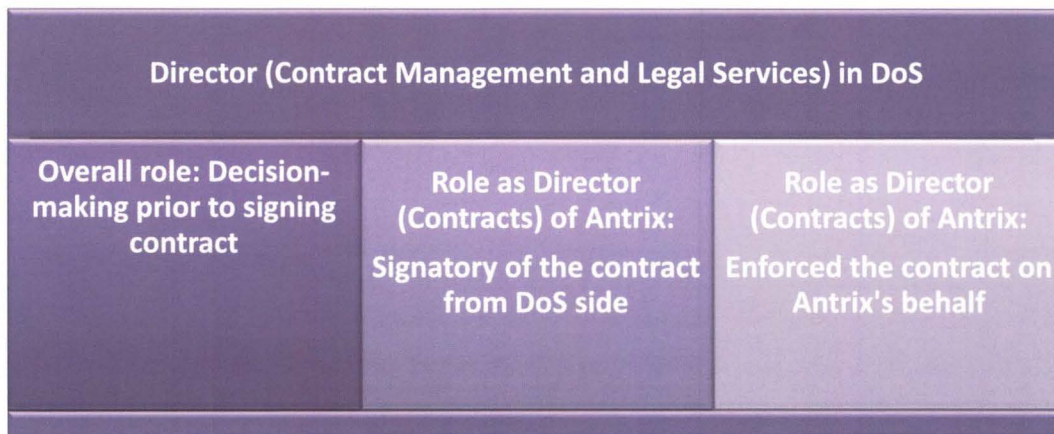 Director (Contract Management and Legal Services) in DoS
Overall role: Decision-
making prior to signing
contract
Role as Director
(Contracts) of Antrix:
Signatory of the contract
from DoS side
Role as Director
(Contracts) of Antrix:
Enforced the contract on
Antrix's behalf